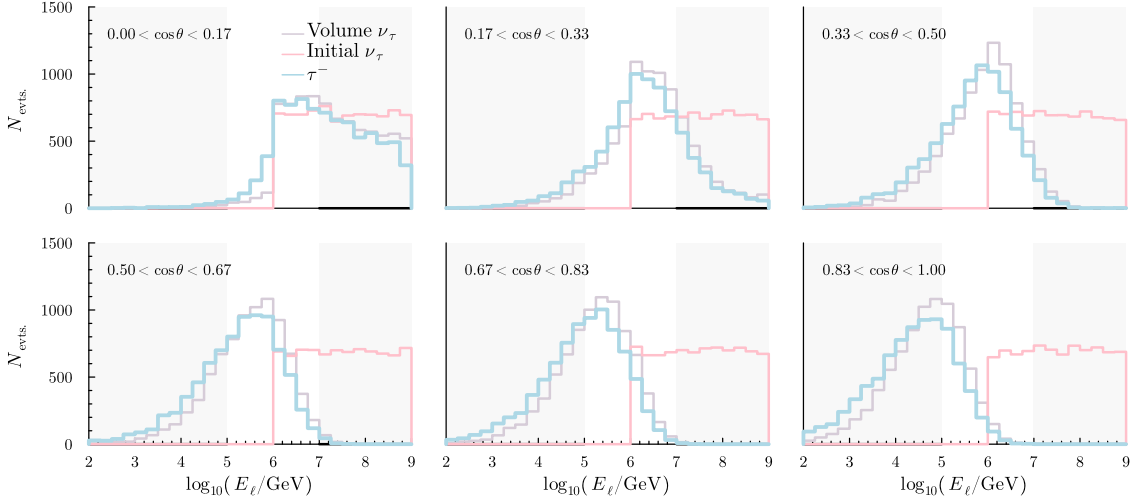 1500
1000
500
0
N_evts.
0.00 < cos θ < 0.17
Volume ν_τ
Initial ν_τ
τ⁻
0.17 < cos θ < 0.33
0.33 < cos θ < 0.50
1500
1000
500
0
N_evts.
0.50 < cos θ < 0.67
0.67 < cos θ < 0.83
0.83 < cos θ < 1.00
2 3 4 5 6 7 8 9
2 3 4 5 6 7 8 9
2 3 4 5 6 7 8 9
log₁₀(E_ℓ/GeV)
log₁₀(E_ℓ/GeV)
log₁₀(E_ℓ/GeV)